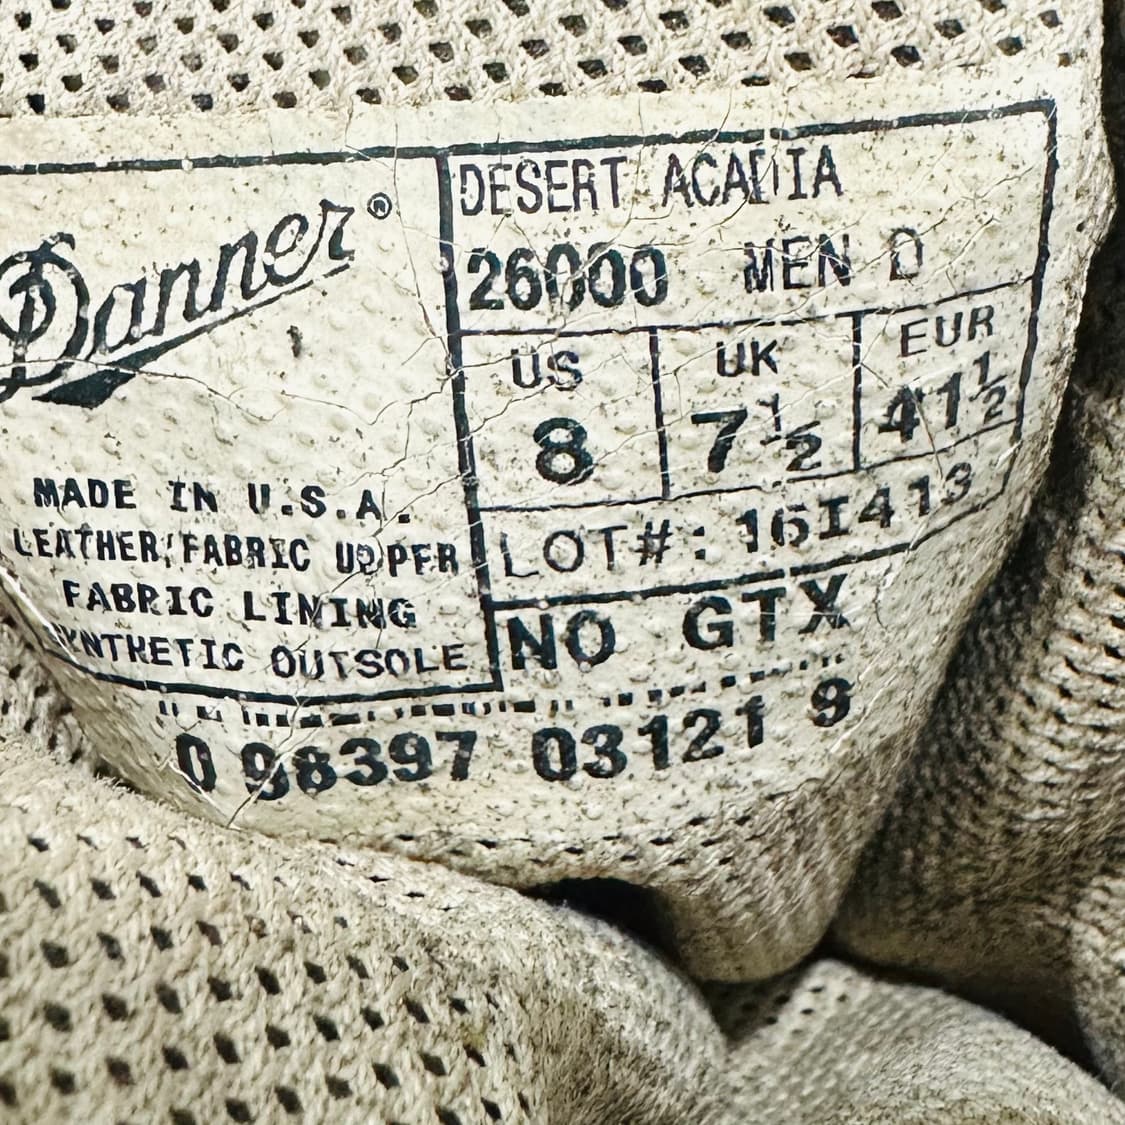 Danner®
MADE IN U.S.A.
LEATHER/FABRIC UPPER
FABRIC LINING
SYNTHETIC OUTSOLE
DESERT ACADIA
26000 MEN D
US UK EUR
8 7½ 41½
LOT#: 16I413
NO GTX
0 98397 03121 9